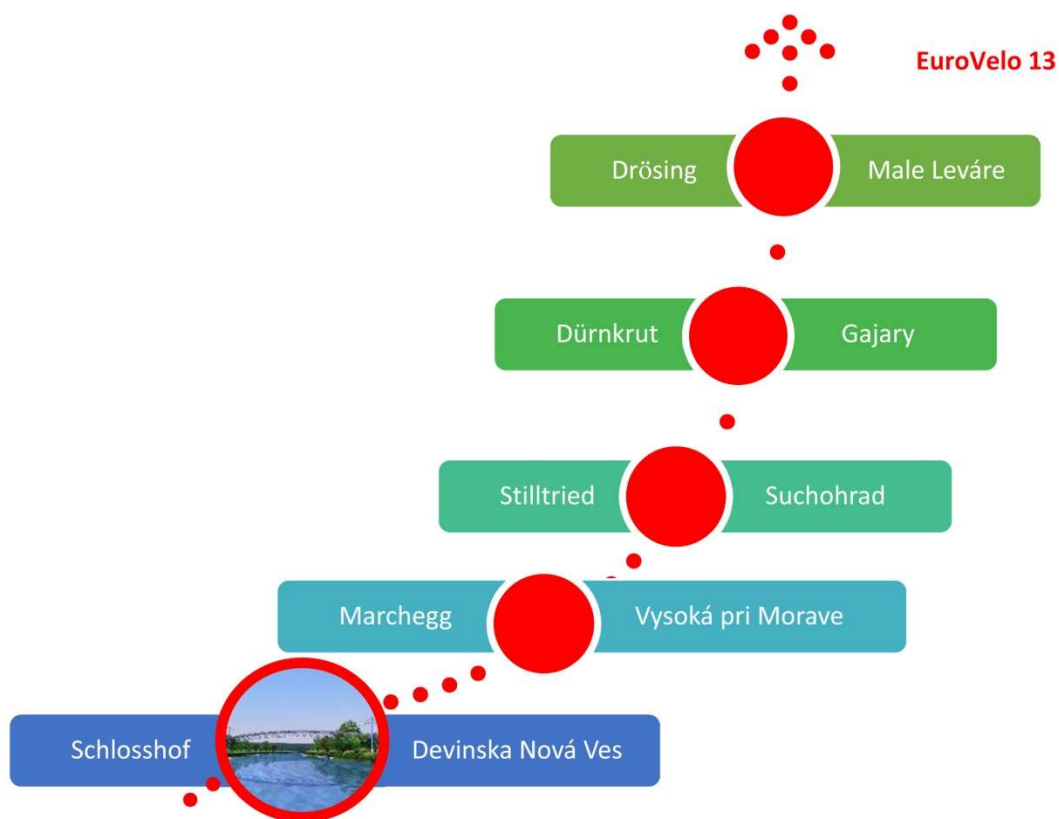 EuroVelo 13
Drösing Male Leváre
Dürnkrut Gajary
Stilltried Suchohrad
Marchegg Vysoká pri Morave
Schlosshof Devinska Nová Ves